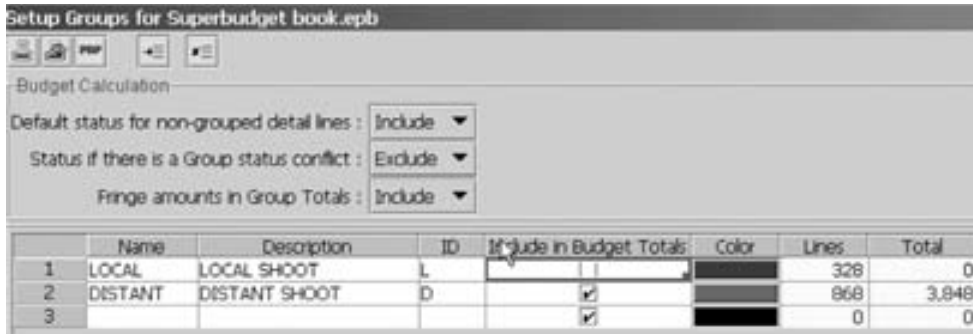 Setup Groups for Superbudget book.epb
PDF
Budget Calculation
Default status for non-grouped detail lines : Include
Status if there is a Group status conflict : Exclude
Fringe amounts in Group Totals : Include
Name Description ID Include in Budget Totals Color Lines Total
1 LOCAL LOCAL SHOOT L 328 0
2 DISTANT DISTANT SHOOT D 868 3,848
3 0 0